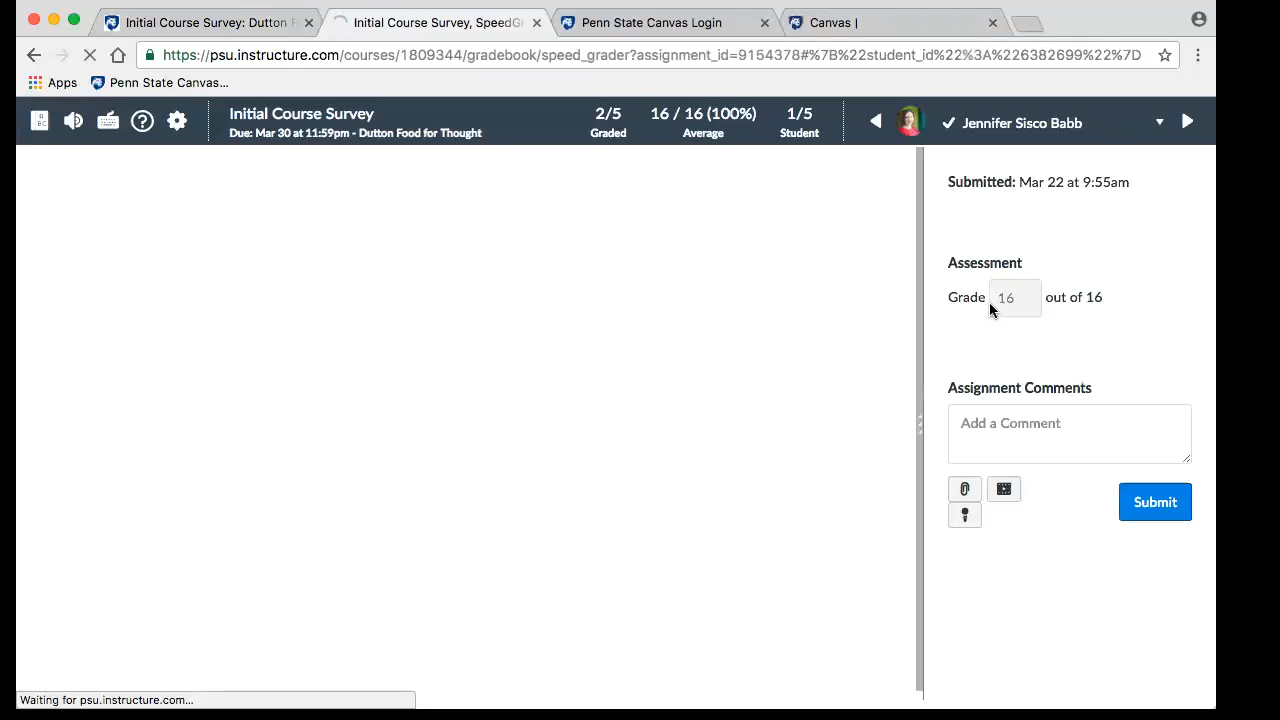 Initial Course Survey: Dutton F
Initial Course Survey, SpeedGr
Penn State Canvas Login
Canvas |
https://psu.instructure.com/courses/1809344/gradebook/speed_grader?assignment_id=9154378#%7B%22student_id%22%3A%226382699%22%7D
Apps
Penn State Canvas...
A
BC
Initial Course Survey
Due: Mar 30 at 11:59pm - Dutton Food for Thought
2/5
Graded
16 / 16 (100%)
Average
1/5
Student
Jennifer Sisco Babb
Submitted: Mar 22 at 9:55am
Assessment
Grade 16 out of 16
Assignment Comments
Add a Comment
Submit
Waiting for psu.instructure.com...